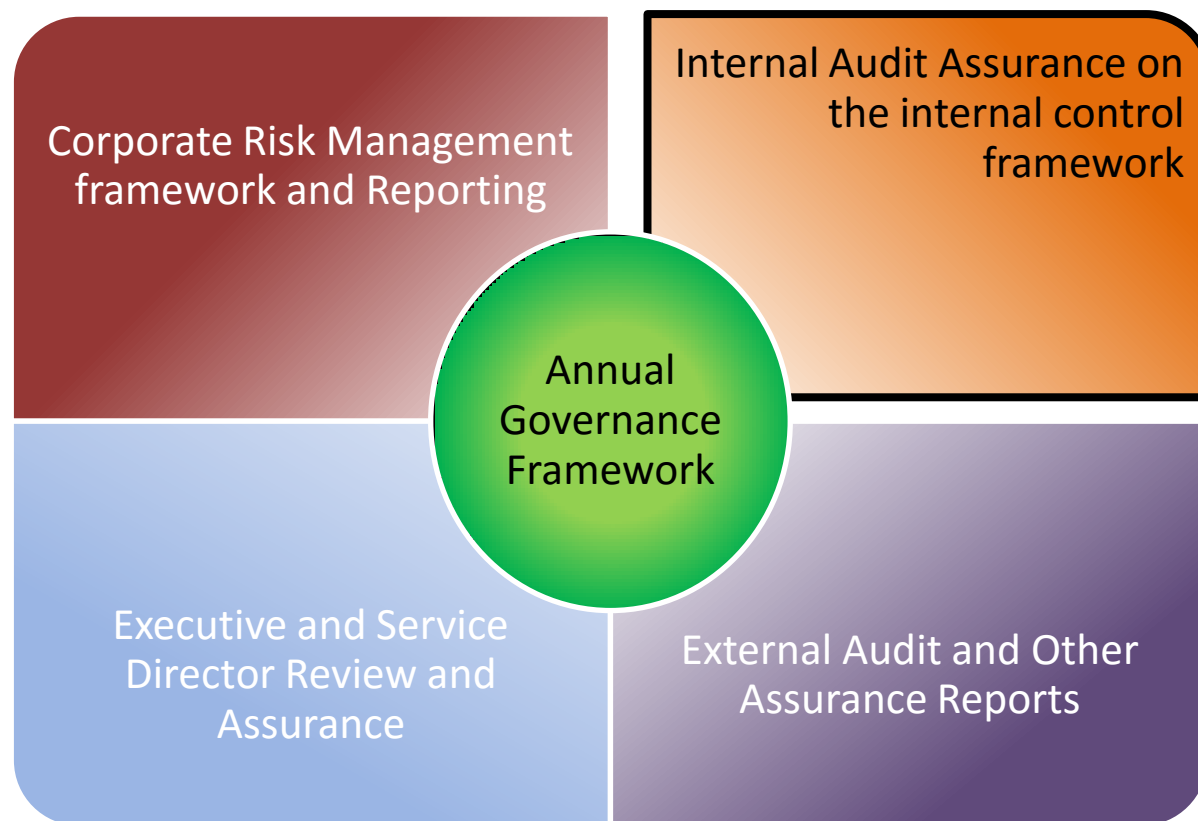 Corporate Risk Management
framework and Reporting
Internal Audit Assurance on
the internal control
framework
Annual
Governance
Framework
Executive and Service
Director Review and
Assurance
External Audit and Other
Assurance Reports